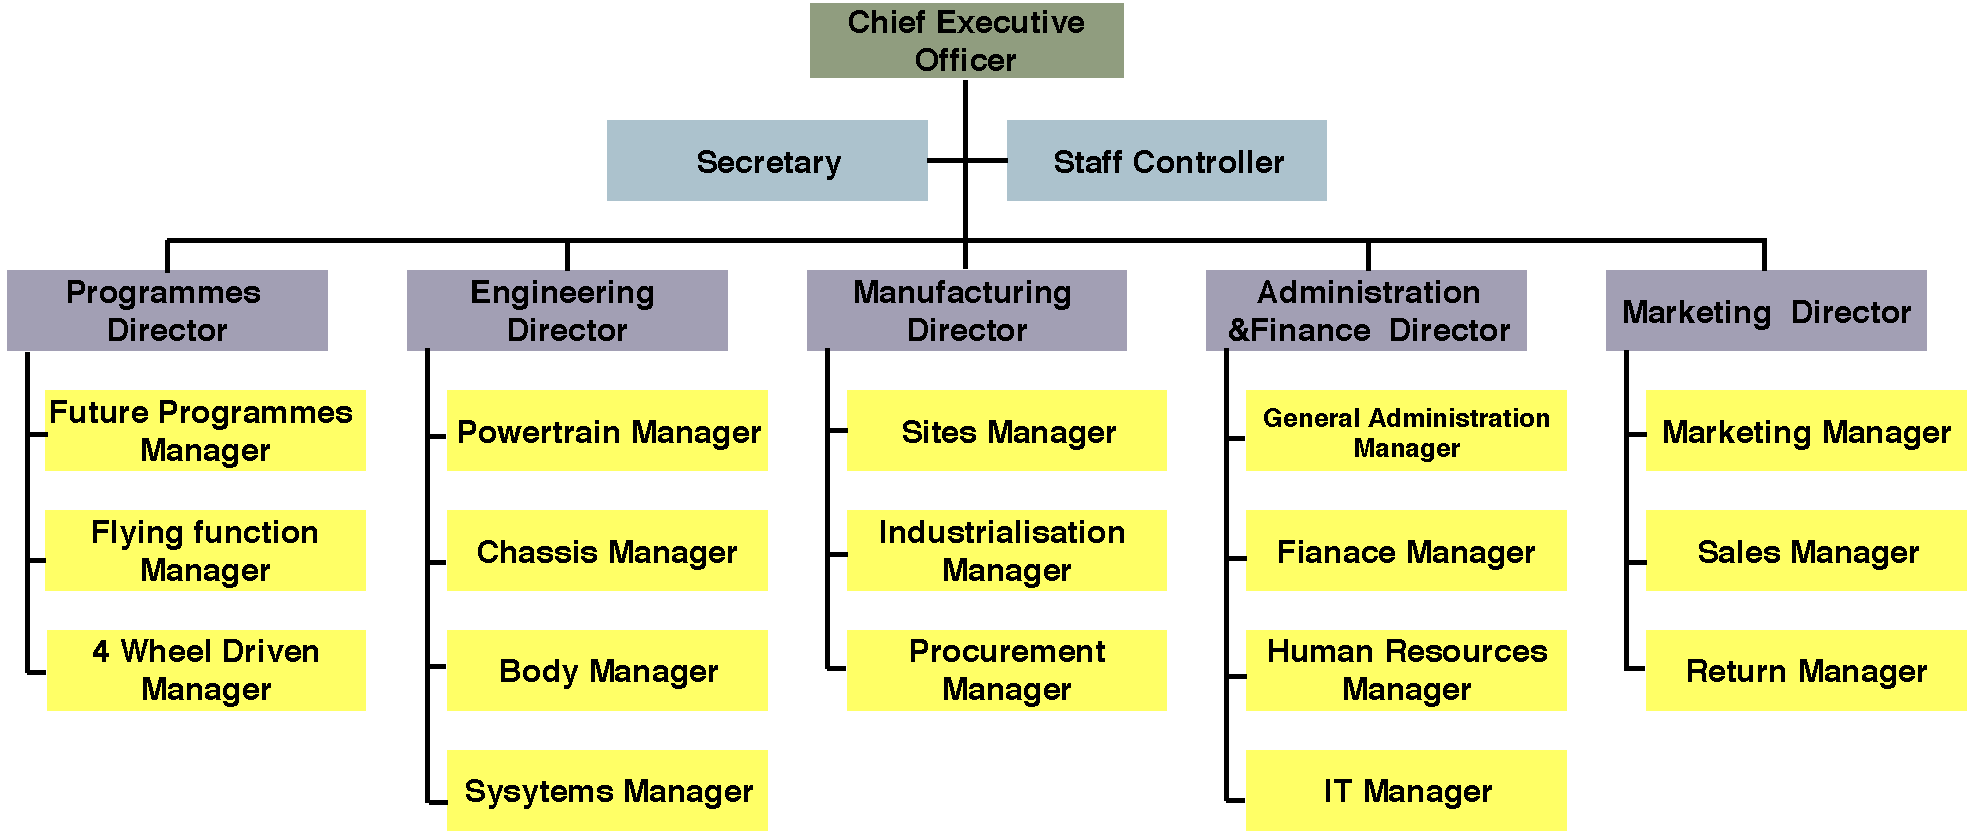 Chief Executive
Officer
Secretary
Staff Controller
Programmes
Director
Engineering
Director
Manufacturing
Director
Administration
&Finance Director
Marketing Director
Future Programmes
Manager
Flying function
Manager
4 Wheel Driven
Manager
Powertrain Manager
Chassis Manager
Body Manager
Sysytems Manager
Sites Manager
Industrialisation
Manager
Procurement
Manager
General Administration
Manager
Fianace Manager
Human Resources
Manager
IT Manager
Marketing Manager
Sales Manager
Return Manager